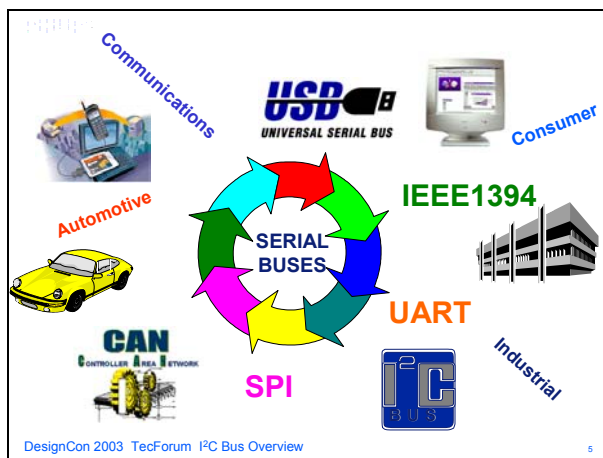 PHILIPS
Communications
USB
UNIVERSAL SERIAL BUS
Consumer
IEEE1394
Automotive
SERIAL
BUSES
UART
CAN
CONTROLLER AREA NETWORK
SPI
I²C
BUS
Industrial
DesignCon 2003 TecForum I²C Bus Overview
5